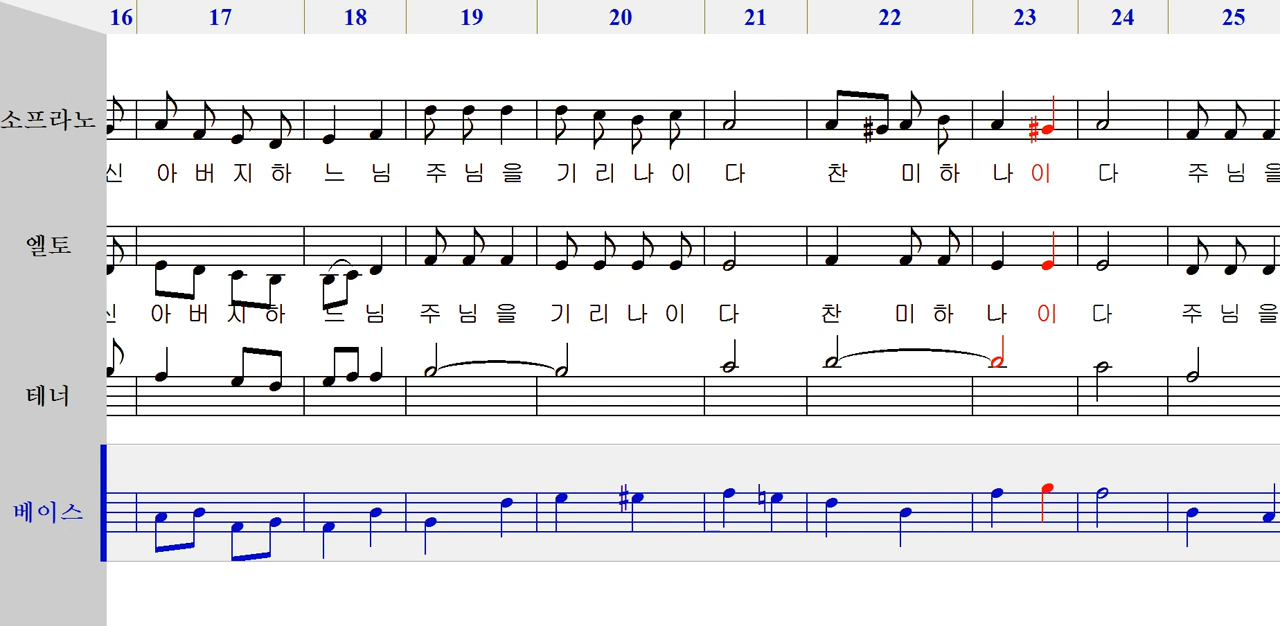 16 17 18 19 20 21 22 23 24 25
소프라노
신 아 버 지 하 느 님 주 님 을 기 리 나 이 다 찬 미 하 나 이 다 주 님 을
엘토
신 아 버 지 하 느 님 주 님 을 기 리 나 이 다 찬 미 하 나 이 다 주 님 을
테너
베이스